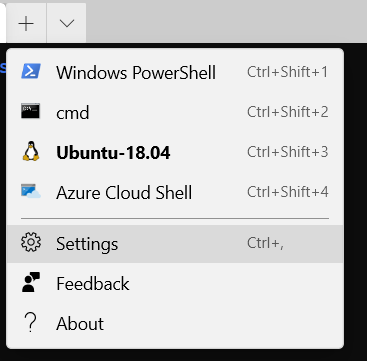 Windows PowerShell Ctrl+Shift+1
cmd Ctrl+Shift+2
Ubuntu-18.04 Ctrl+Shift+3
Azure Cloud Shell Ctrl+Shift+4
Settings Ctrl+,
Feedback
? About